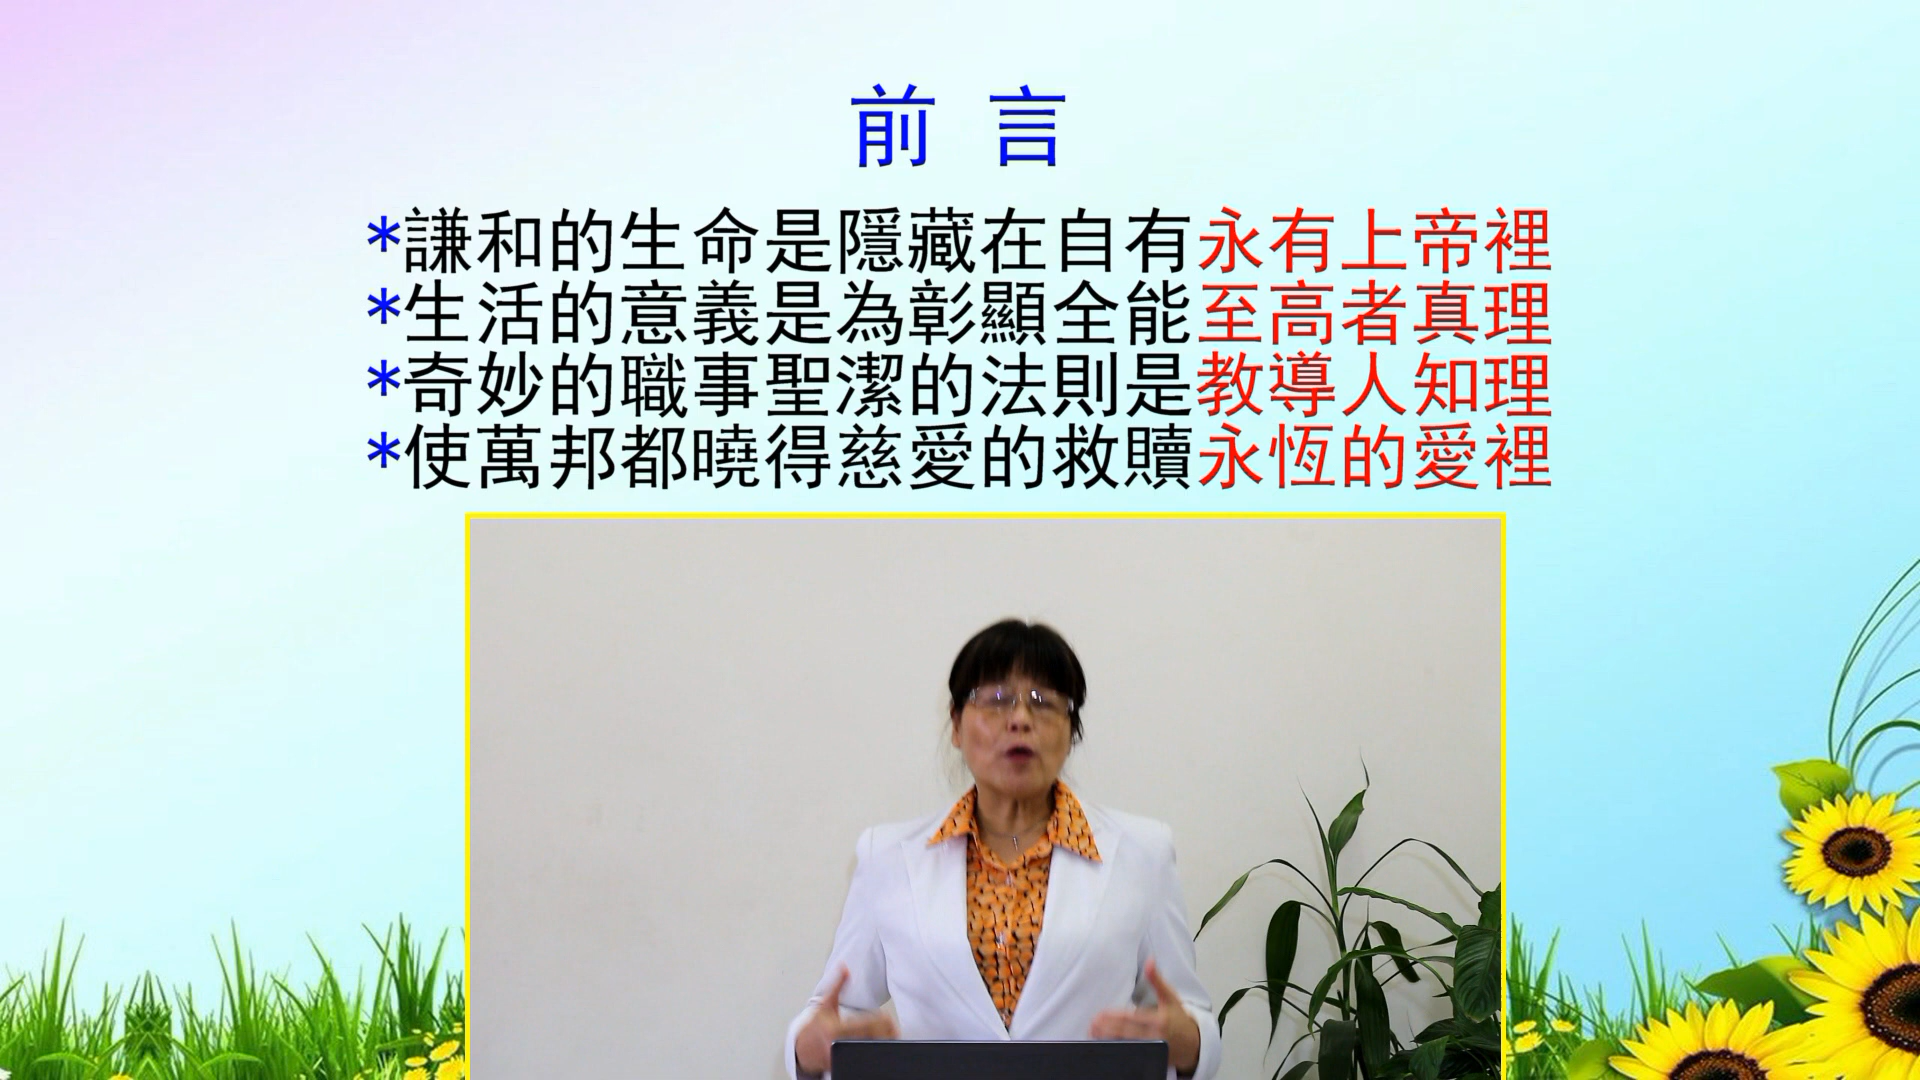 前 言
*謙和的生命是隱藏在自有永有上帝裡
*生活的意義是為彰顯全能至高者真理
*奇妙的職事聖潔的法則是教導人知理
*使萬邦都曉得慈愛的救贖永恆的愛裡